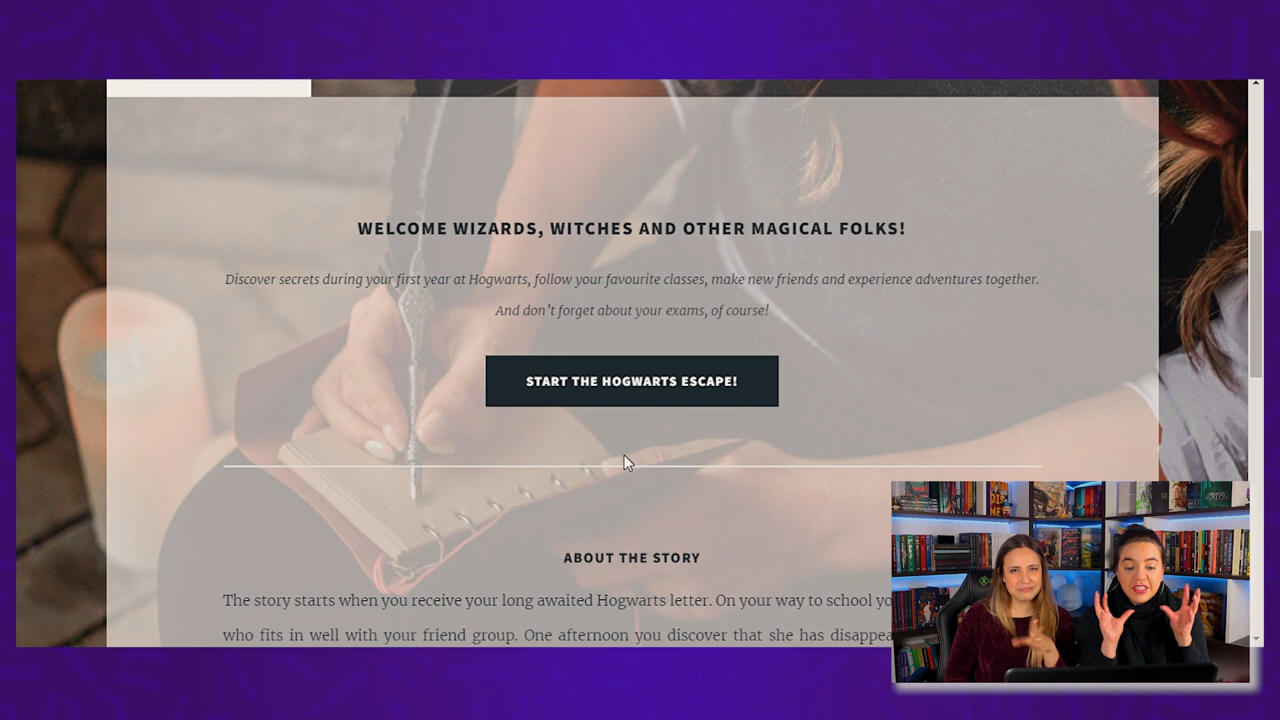 WELCOME WIZARDS, WITCHES AND OTHER MAGICAL FOLKS!
Discover secrets during your first year at Hogwarts, follow your favourite classes, make new friends and experience adventures together.
And don't forget about your exams, of course!
START THE HOGWARTS ESCAPE!
ABOUT THE STORY
The story starts when you receive your long awaited Hogwarts letter. On your way to school
who fits in well with your friend group. One afternoon you discover that she has